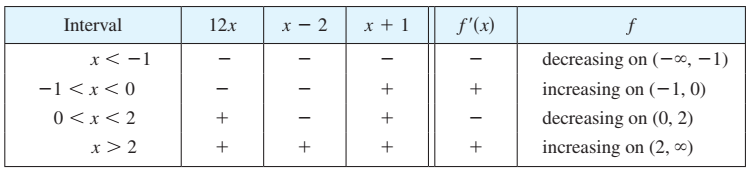 Interval 12x x − 2 x + 1 f′(x) f
x < −1 − − − − decreasing on (−∞, −1)
−1 < x < 0 − − + + increasing on (−1, 0)
0 < x < 2 + − + − decreasing on (0, 2)
x > 2 + + + + increasing on (2, ∞)